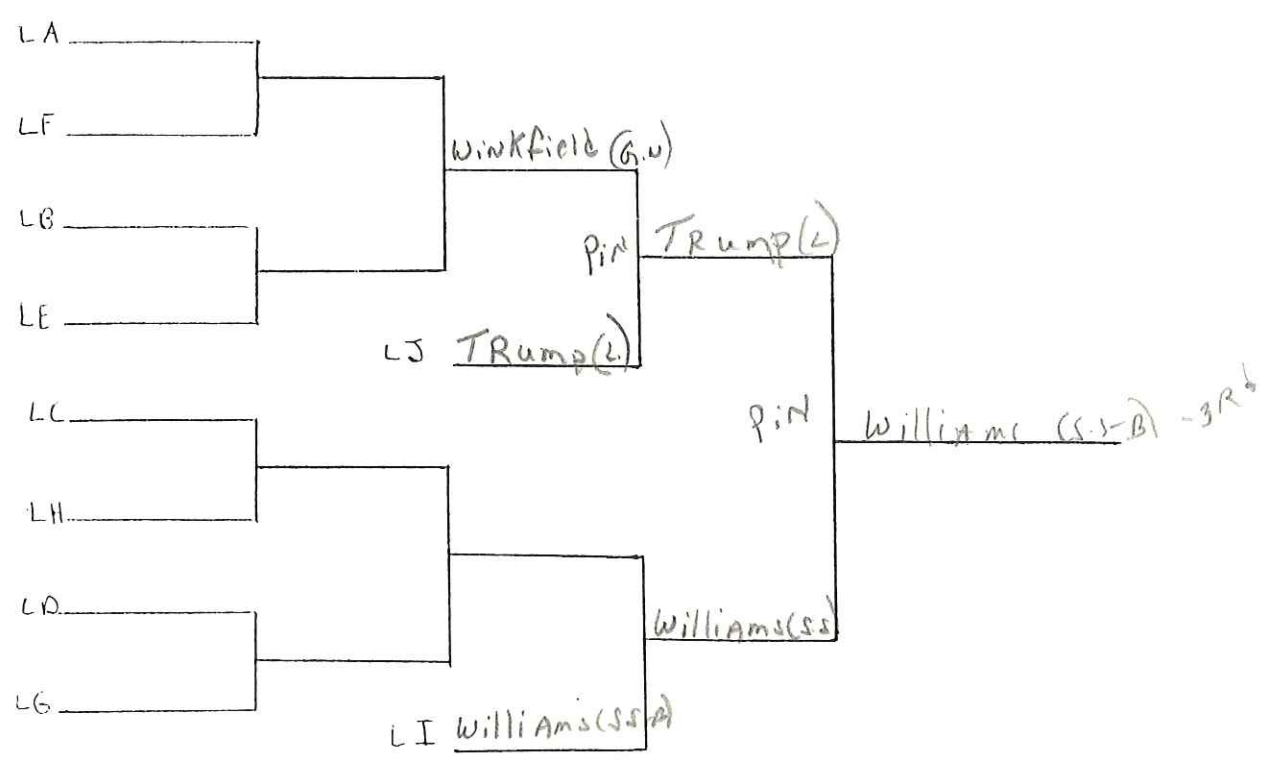 LA
LF
WiNKfield (G.N)
LB
PiN TRump(L)
LE
LJ TRump(L)
LC
PiN WilliAms (S.S-B) -3Rd
LH
LD
WilliAms(SS)
LG
LI WilliAms(SS-B)